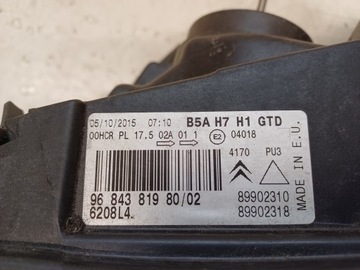 05/10/2015 07:10 B5A H7 H1 GTD
00HCR PL 17.5 02A 01 1 E2 04018
4170 PU3
MADE IN E.U.
96 843 819 80/02 89902310
6208L4 89902318